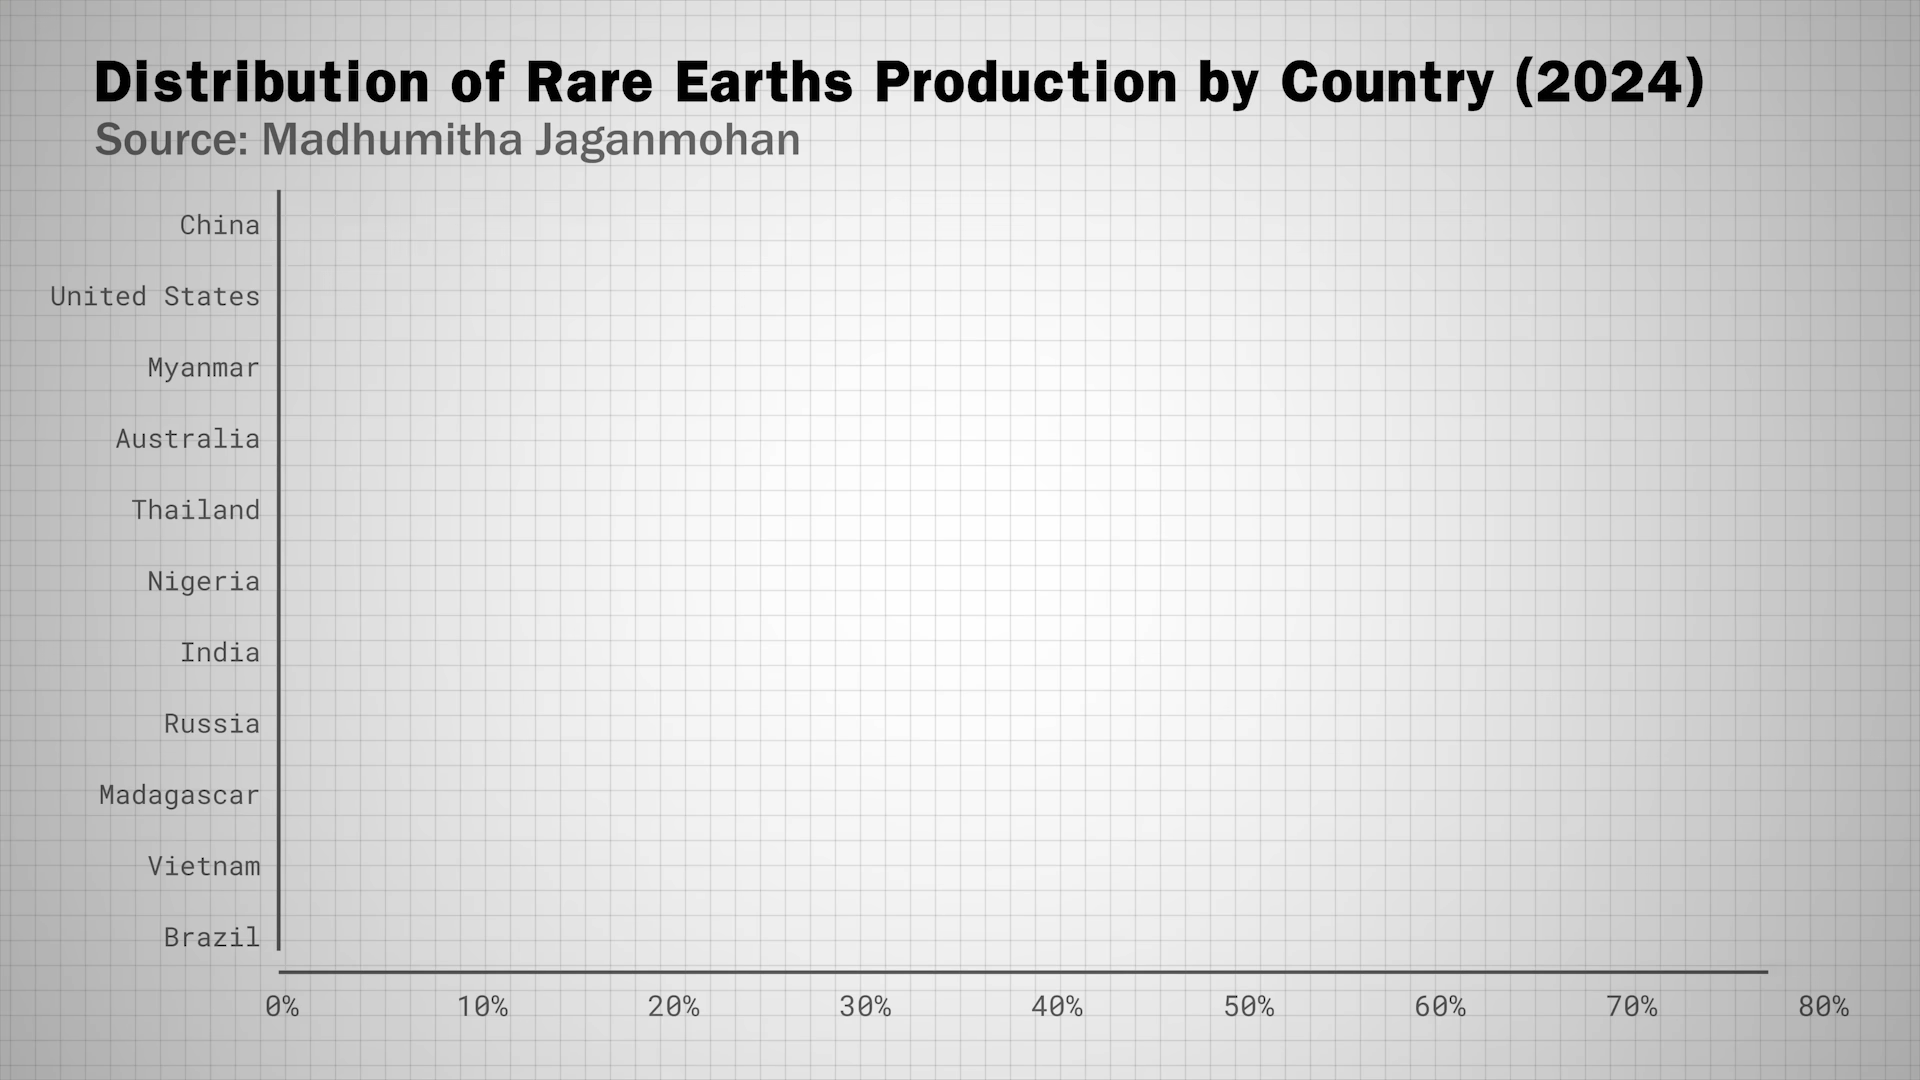 Distribution of Rare Earths Production by Country (2024)
Source: Madhumitha Jaganmohan
China
United States
Myanmar
Australia
Thailand
Nigeria
India
Russia
Madagascar
Vietnam
Brazil
0% 10% 20% 30% 40% 50% 60% 70% 80%